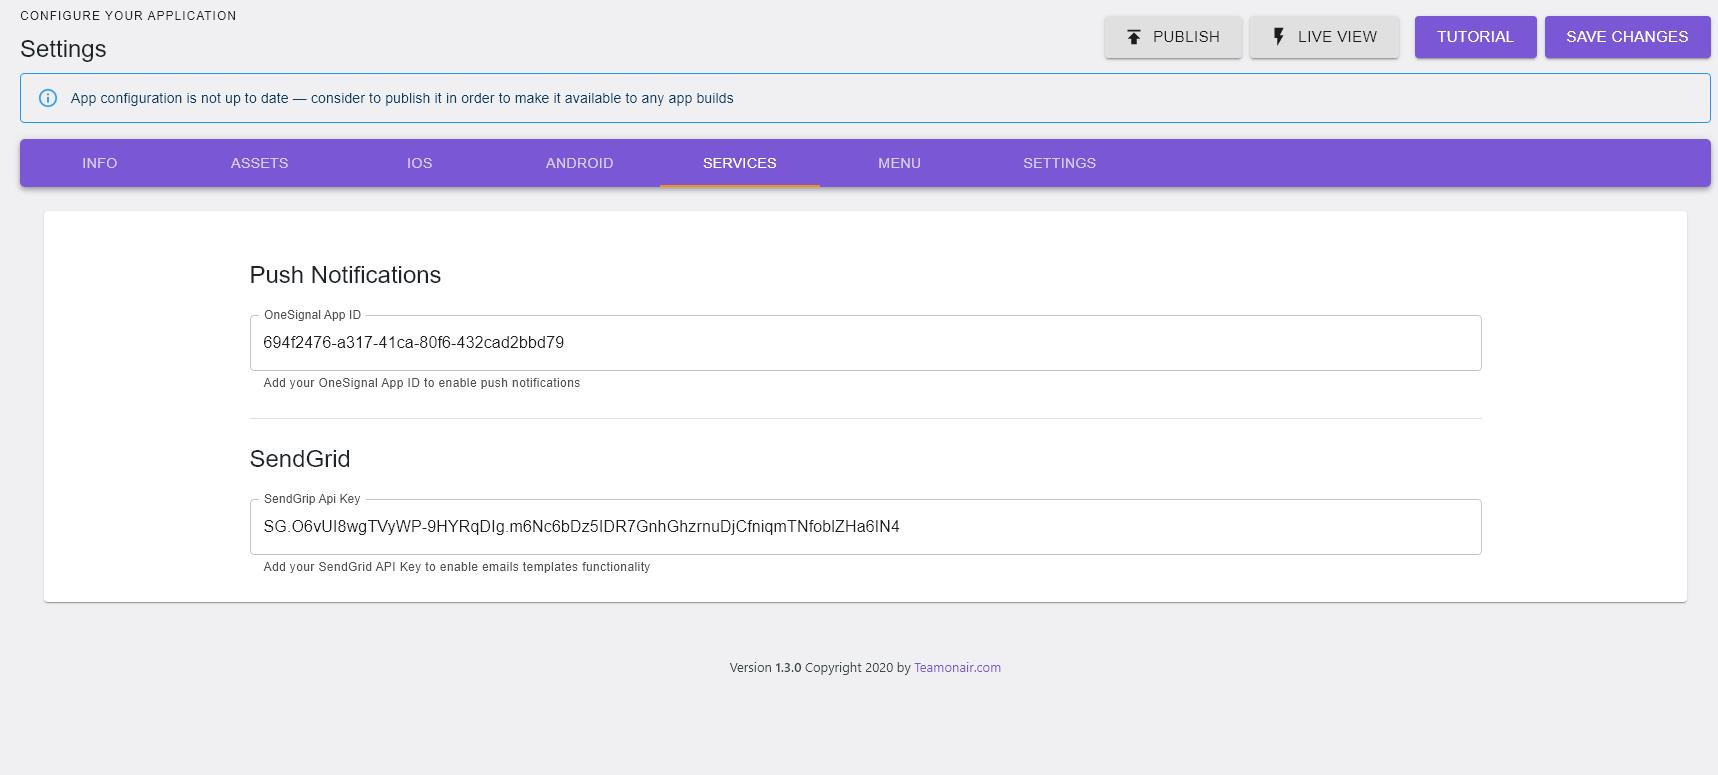 CONFIGURE YOUR APPLICATION
Settings
PUBLISH
LIVE VIEW
TUTORIAL
SAVE CHANGES
App configuration is not up to date — consider to publish it in order to make it available to any app builds
INFO
ASSETS
IOS
ANDROID
SERVICES
MENU
SETTINGS
Push Notifications
OneSignal App ID
694f2476-a317-41ca-80f6-432cad2bbd79
Add your OneSignal App ID to enable push notifications
SendGrid
SendGrip Api Key
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
Add your SendGrid API Key to enable emails templates functionality
Version 1.3.0 Copyright 2020 by Teamonair.com